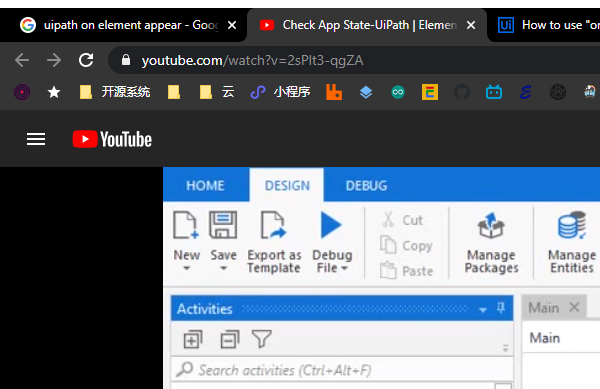 uipath on element appear - Goog
Check App State-UiPath | Elemen
How to use "on
youtube.com/watch?v=2sPIt3-qgZA
开源系统 云 小程序
YouTube
HOME DESIGN DEBUG
New Save Export as Template Debug File
Cut
Copy
Paste
Manage Packages Manage Entities
Activities
Main
Search activities (Ctrl+Alt+F)
Main